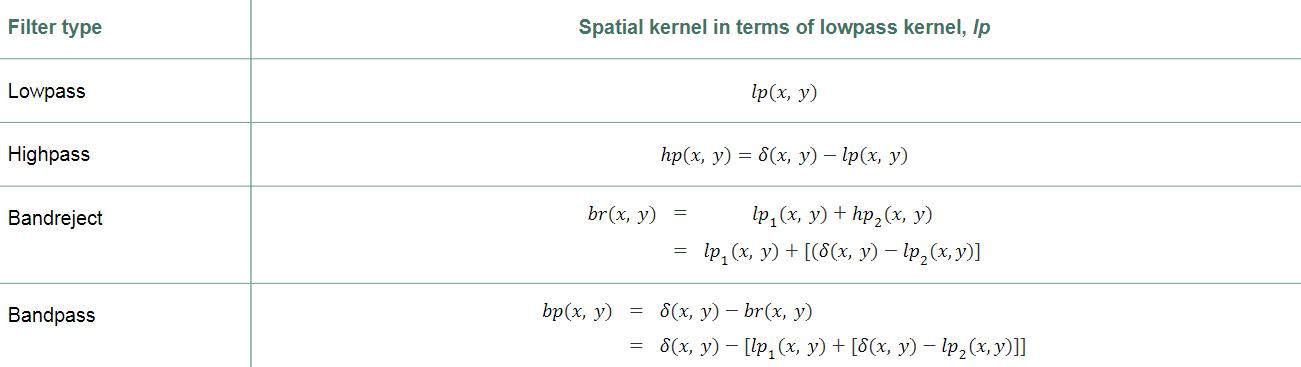 Filter type Spatial kernel in terms of lowpass kernel, lp
Lowpass lp(x, y)
Highpass hp(x, y) = δ(x, y) − lp(x, y)
Bandreject br(x, y) = lp₁(x, y) + hp₂(x, y)
= lp₁(x, y) + [(δ(x, y) − lp₂(x,y)]
Bandpass bp(x, y) = δ(x, y) − br(x, y)
= δ(x, y) − [lp₁(x, y) + [δ(x, y) − lp₂(x,y)]]